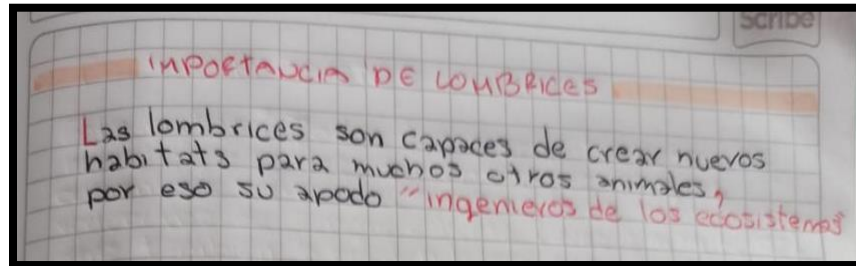 Scribe
IMPORTANCIA DE LOMBRICES
Las lombrices son capaces de crear nuevos
habitats para muchos otros animales,
por eso su apodo "ingenieros de los ecosistemas